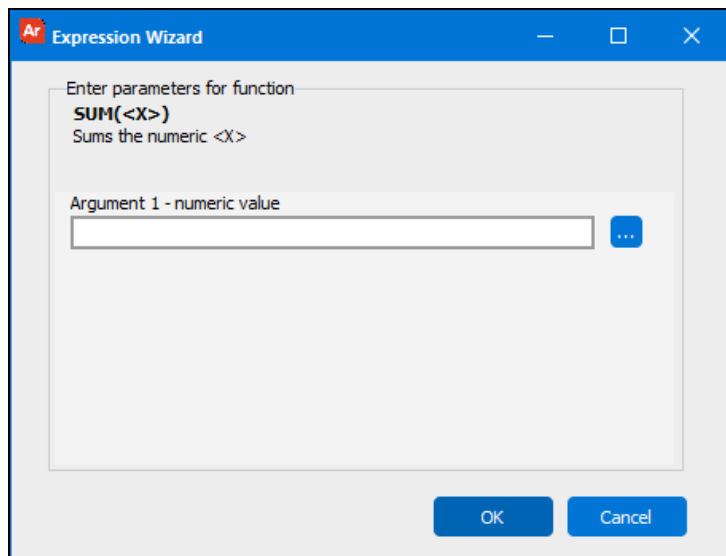 Ar Expression Wizard
Enter parameters for function
SUM(<X>)
Sums the numeric <X>
Argument 1 - numeric value
...
OK Cancel